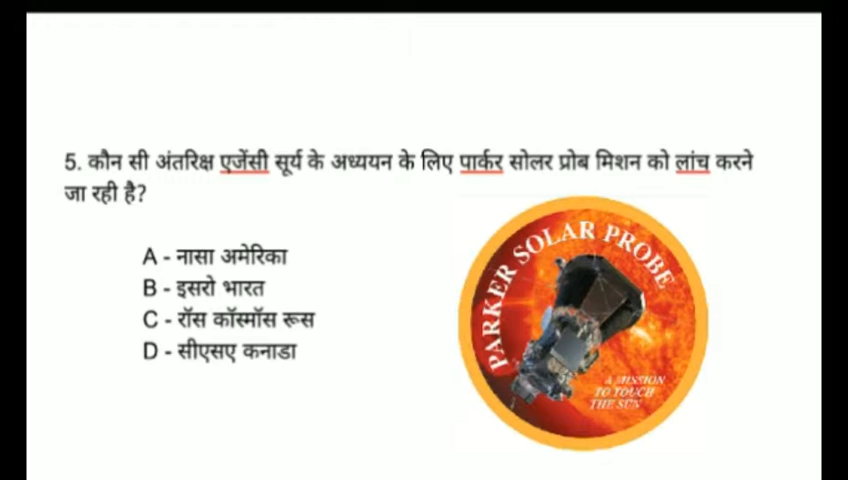 5. कौन सी अंतरिक्ष एजेंसी सूर्य के अध्ययन के लिए पार्कर सोलर प्रोब मिशन को लांच करने
जा रही है?
A - नासा अमेरिका
B - इसरो भारत
C - रॉस कॉस्मॉस रूस
D - सीएसए कनाडा
PARKER SOLAR PROBE
A MISSION
TO TOUCH
THE SUN